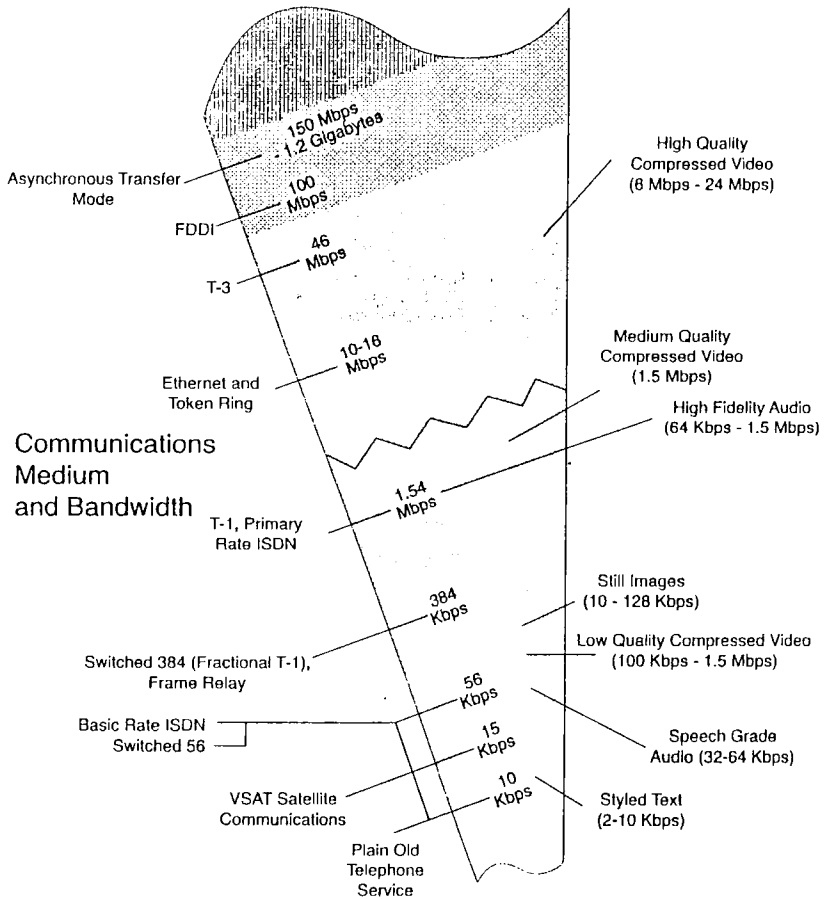 150 Mbps
- 1.2 Gigabytes
Asynchronous Transfer
Mode
100
Mbps
FDDI
46
Mbps
T-3
10-16
Mbps
Ethernet and
Token Ring
Communications
Medium
and Bandwidth
1.54
Mbps
T-1, Primary
Rate ISDN
384
Kbps
Switched 384 (Fractional T-1),
Frame Relay
56
Kbps
Basic Rate ISDN
Switched 56
15
Kbps
VSAT Satellite
Communications
10
Kbps
Plain Old
Telephone
Service
High Quality
Compressed Video
(6 Mbps - 24 Mbps)
Medium Quality
Compressed Video
(1.5 Mbps)
High Fidelity Audio
(64 Kbps - 1.5 Mbps)
Still Images
(10 - 128 Kbps)
Low Quality Compressed Video
(100 Kbps - 1.5 Mbps)
Speech Grade
Audio (32-64 Kbps)
Styled Text
(2-10 Kbps)